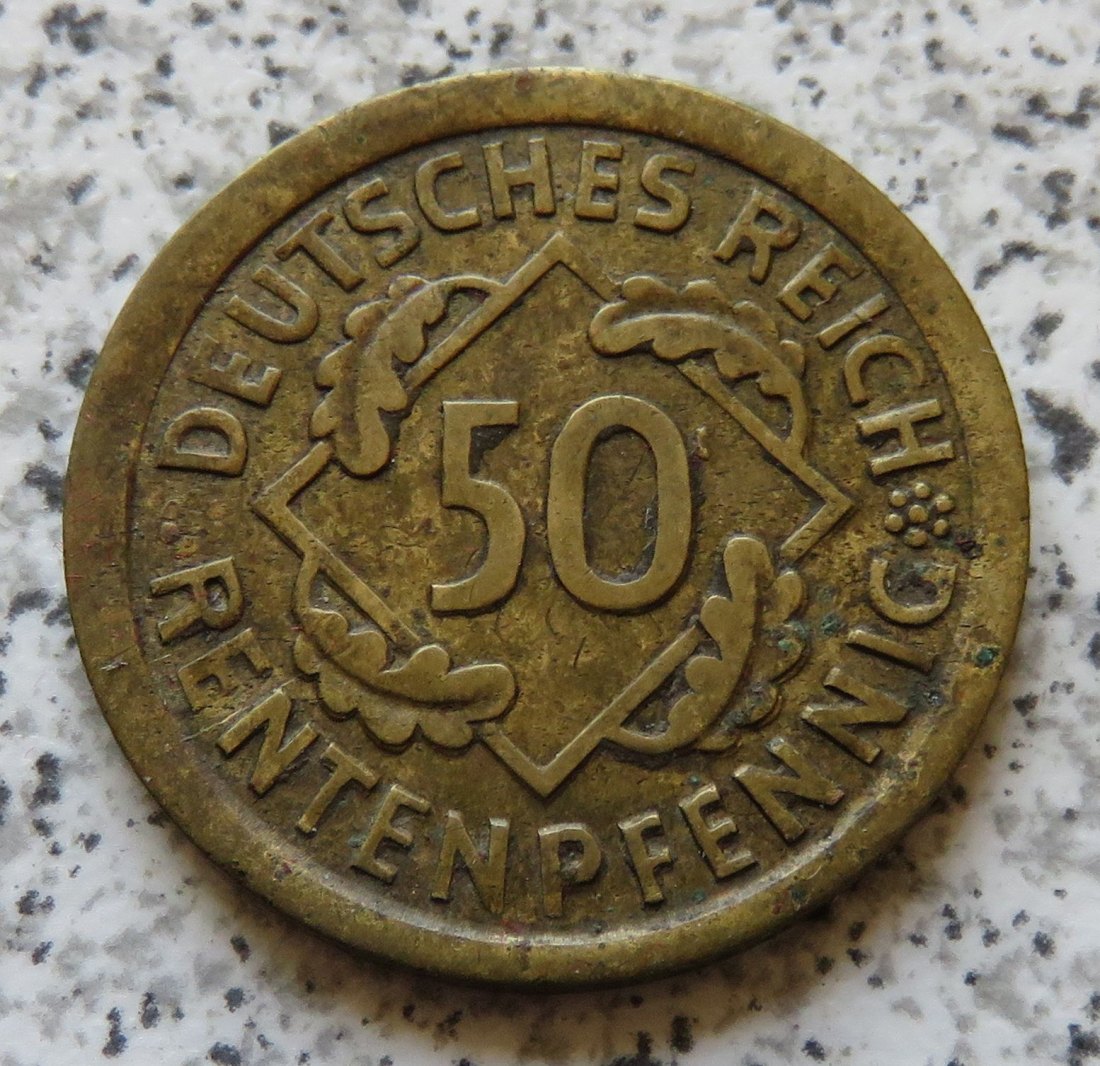 DEUTSCHES REICH
50
RENTENPFENNIG